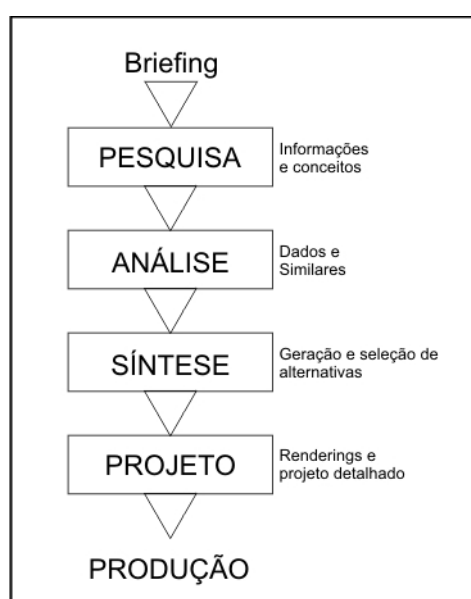 Briefing
PESQUISA
Informações
e conceitos
ANÁLISE
Dados e
Similares
SÍNTESE
Geração e seleção de
alternativas
PROJETO
Renderings e
projeto detalhado
PRODUÇÃO